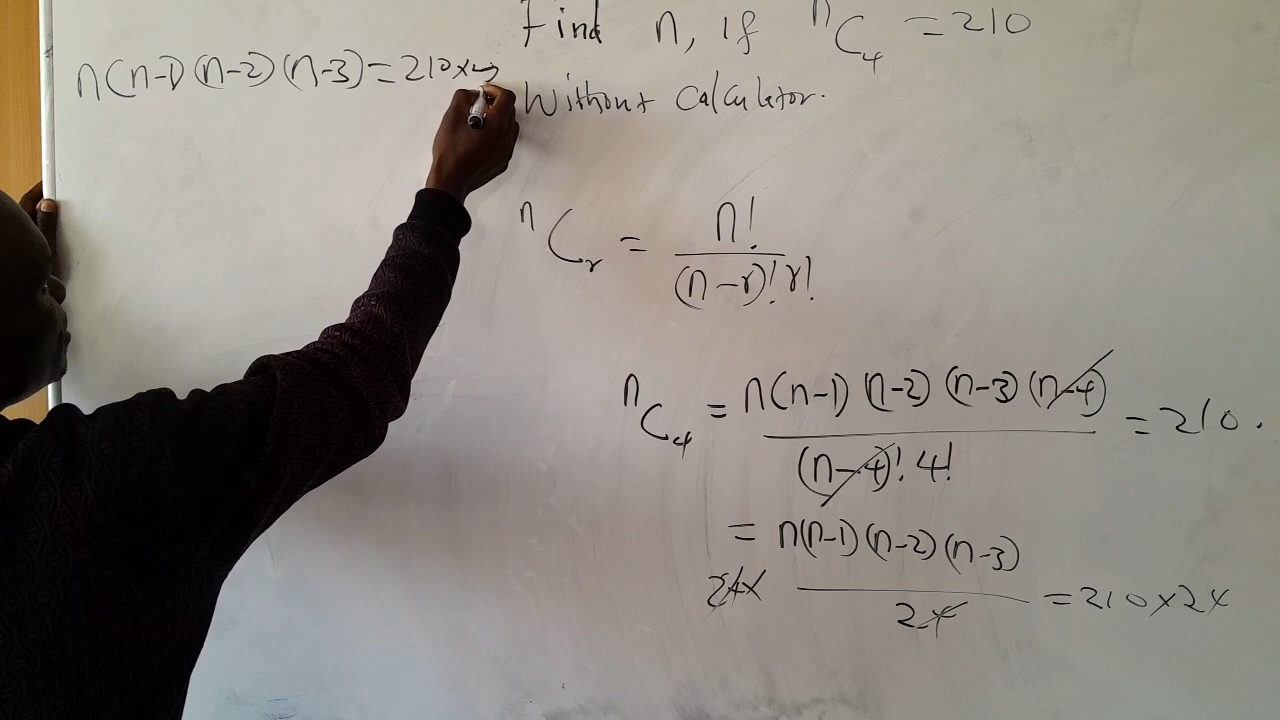 Find n, if ⁿC₄ = 210
Without Calculator.
n(n-1)(n-2)(n-3) = 210×
ⁿCᵣ = n! / (n-r)! r!
ⁿC₄ = n(n-1)(n-2)(n-3)(n-4) / (n-4)! 4! = 210.
= n(n-1)(n-2)(n-3)
24× / 24 = 210×24